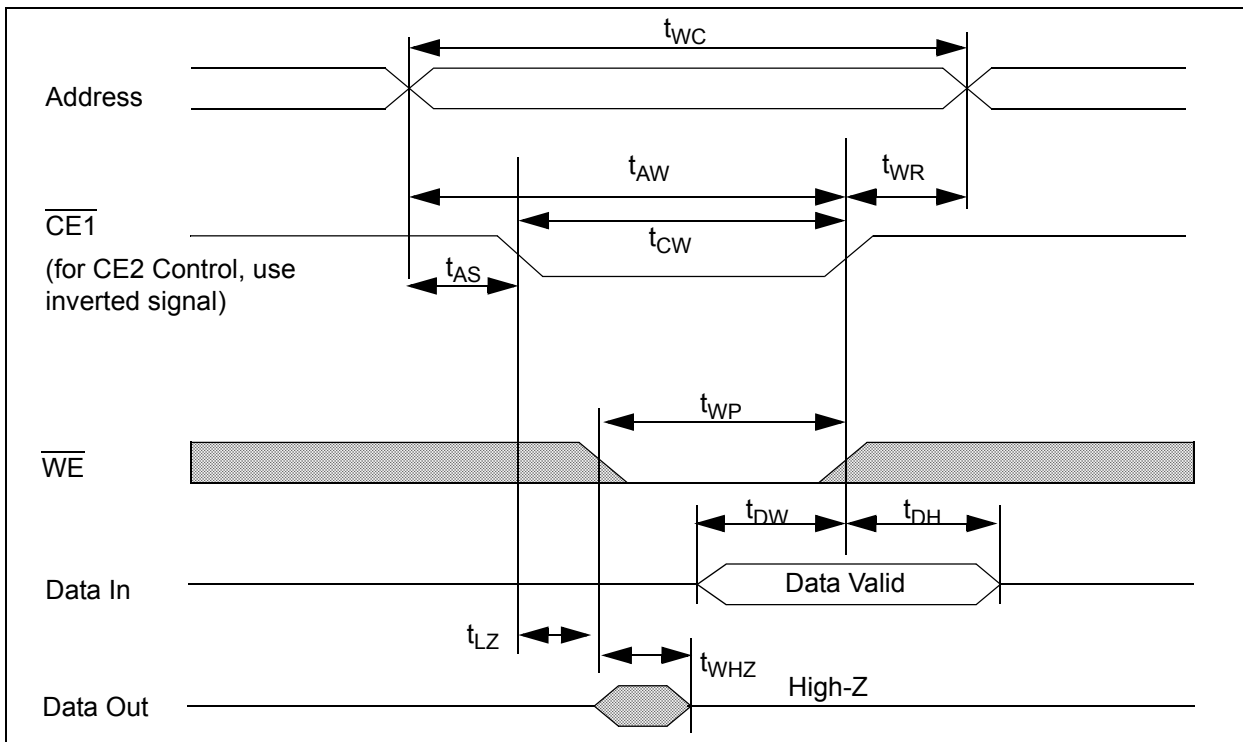 tWC
Address
tAW
tWR
CE1
tCW
(for CE2 Control, use
inverted signal)
tAS
tWP
WE
tDW
tDH
Data In
Data Valid
tLZ
tWHZ
High-Z
Data Out